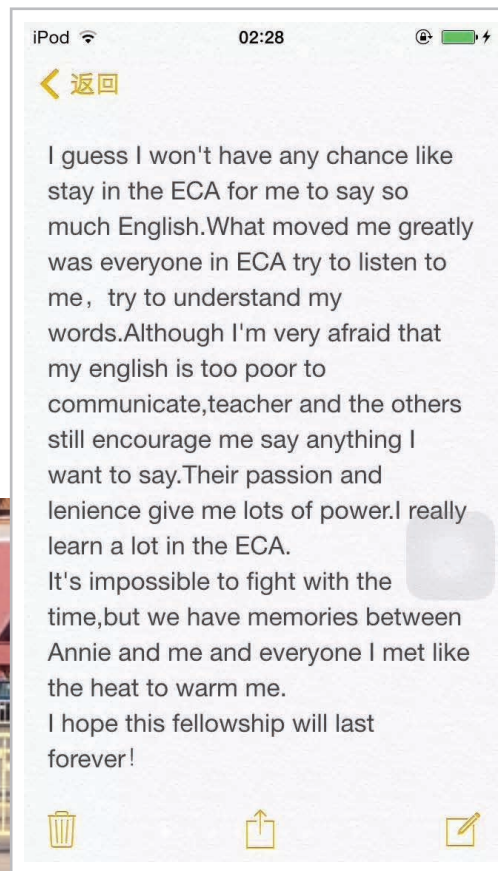 iPod 02:28
返回
I guess I won't have any chance like
stay in the ECA for me to say so
much English.What moved me greatly
was everyone in ECA try to listen to
me，try to understand my
words.Although I'm very afraid that
my english is too poor to
communicate,teacher and the others
still encourage me say anything I
want to say.Their passion and
lenience give me lots of power.I really
learn a lot in the ECA.
It's impossible to fight with the
time,but we have memories between
Annie and me and everyone I met like
the heat to warm me.
I hope this fellowship will last
forever！